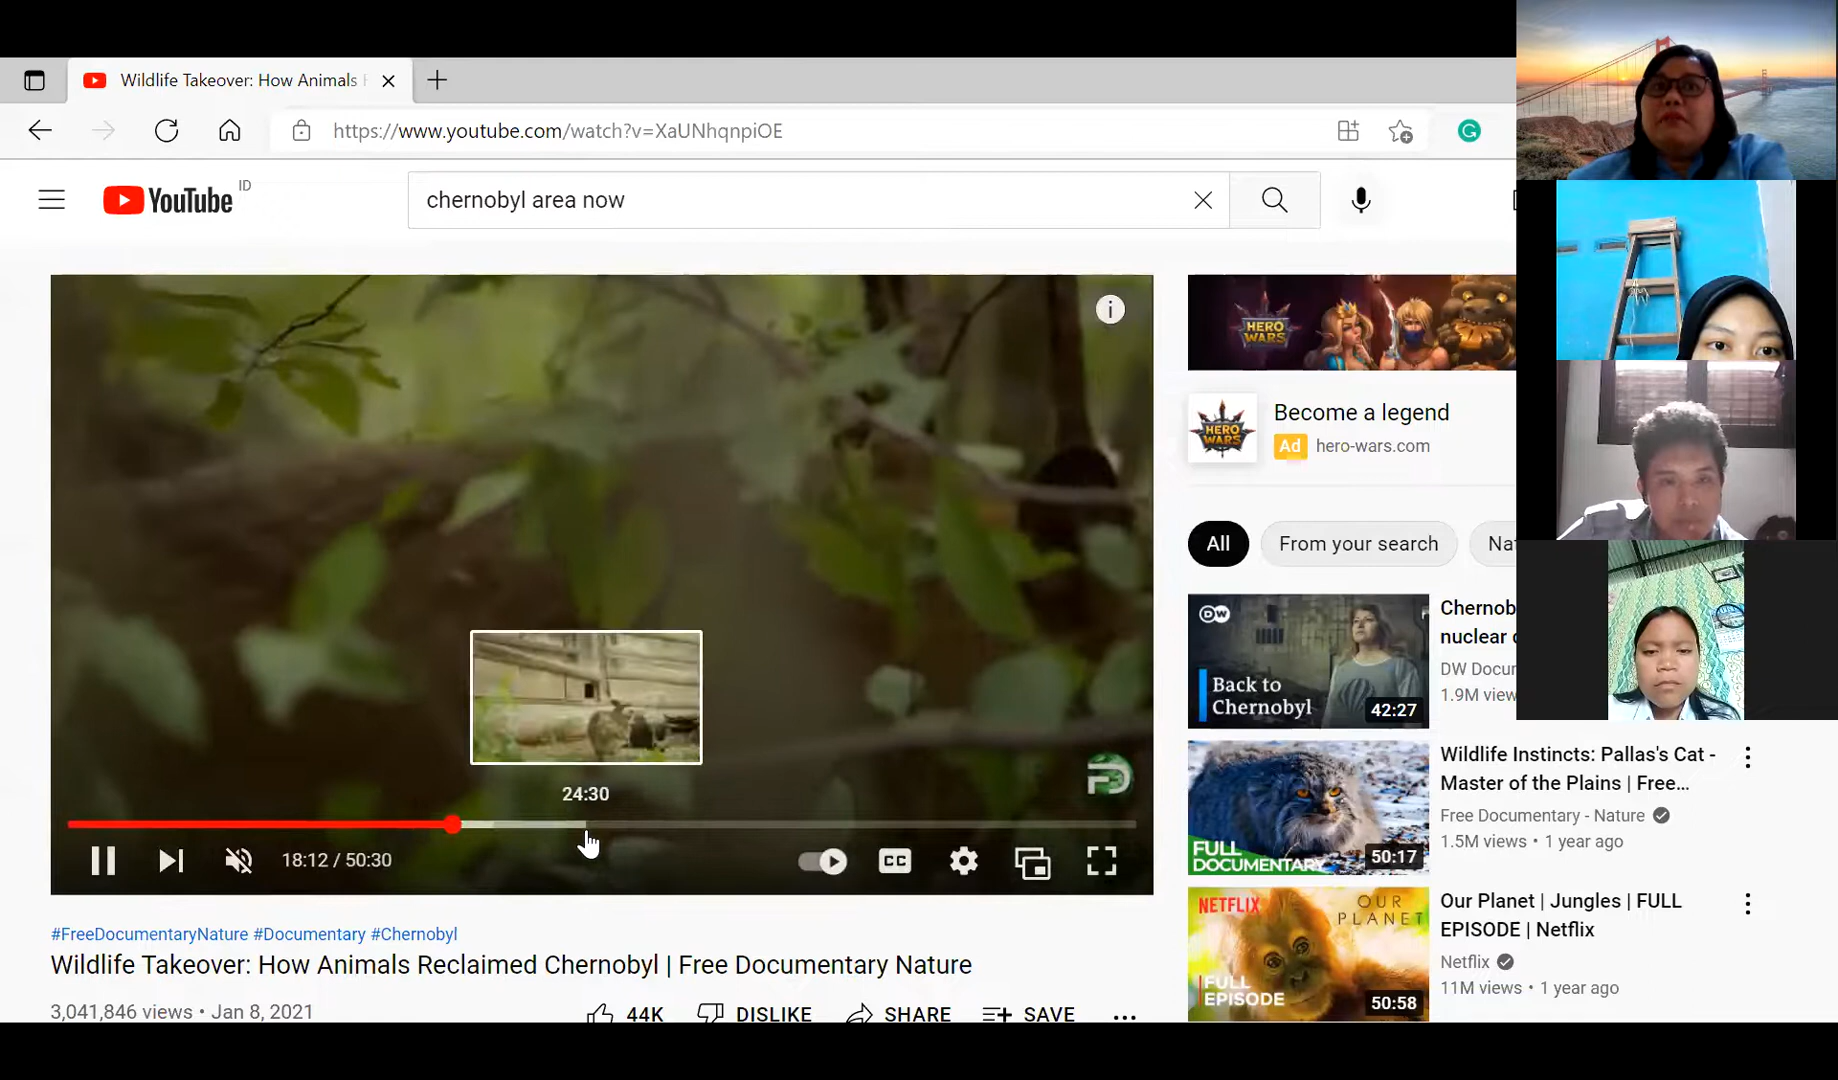 Wildlife Takeover: How Animals
https://www.youtube.com/watch?v=XaUNhqnpiOE
YouTube ID
chernobyl area now
HERO WARS
HERO WARS
Become a legend
Ad hero-wars.com
All From your search Nat
24:30
18:12 / 50:30
CC
FD
#FreeDocumentaryNature #Documentary #Chernobyl
Wildlife Takeover: How Animals Reclaimed Chernobyl | Free Documentary Nature
3,041,846 views • Jan 8, 2021
44K DISLIKE SHARE SAVE
DW
Back to
Chernobyl
42:27
Chernob
nuclear
DW Docu
1.9M view
FULL
DOCUMENTARY
50:17
Wildlife Instincts: Pallas's Cat -
Master of the Plains | Free...
Free Documentary - Nature
1.5M views • 1 year ago
NETFLIX
OUR
PLANET
FULL
EPISODE
50:58
Our Planet | Jungles | FULL
EPISODE | Netflix
Netflix
11M views • 1 year ago